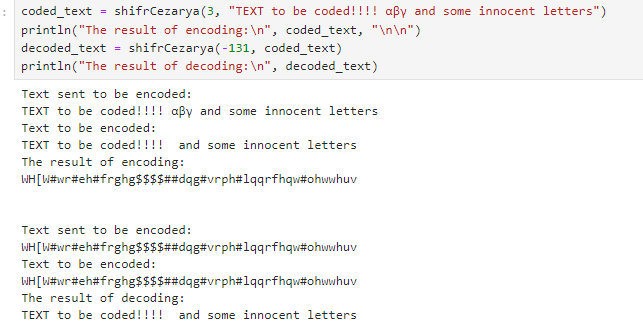 : coded_text = shifrCezarya(3, "TEXT to be coded!!!! αβγ and some innocent letters")
println("The result of encoding:\n", coded_text, "\n\n")
decoded_text = shifrCezarya(-131, coded_text)
println("The result of decoding:\n", decoded_text)
Text sent to be encoded:
TEXT to be coded!!!! αβγ and some innocent letters
Text to be encoded:
TEXT to be coded!!!!  and some innocent letters
The result of encoding:
WH[W#wr#eh#frghg$$$$##dqg#vrph#lqqrfhqw#ohwwhuv
Text sent to be encoded:
WH[W#wr#eh#frghg$$$$##dqg#vrph#lqqrfhqw#ohwwhuv
Text to be encoded:
WH[W#wr#eh#frghg$$$$##dqg#vrph#lqqrfhqw#ohwwhuv
The result of decoding:
TEXT to be coded!!!!  and some innocent letters